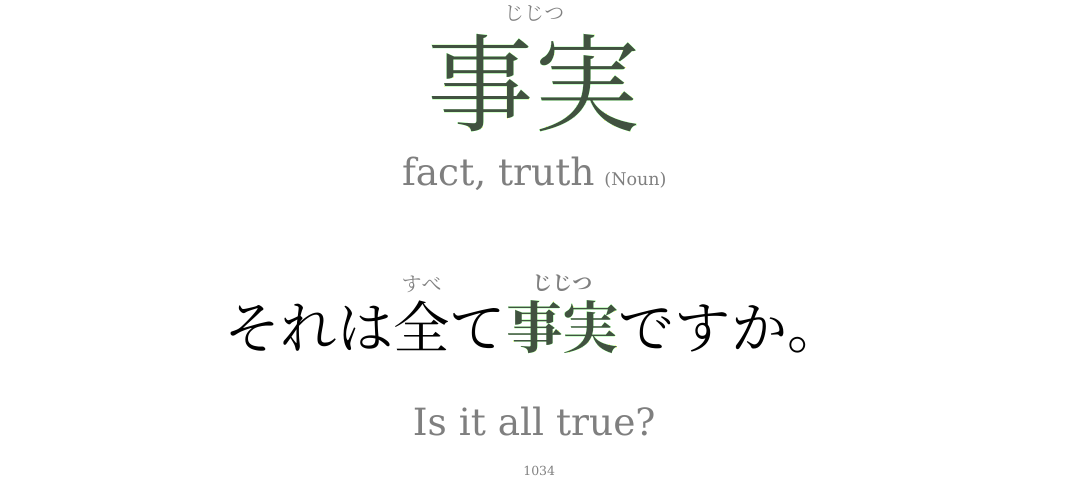 じじつ
事実
fact, truth (Noun)
すべ じじつ
それは全て事実ですか。
Is it all true?
1034